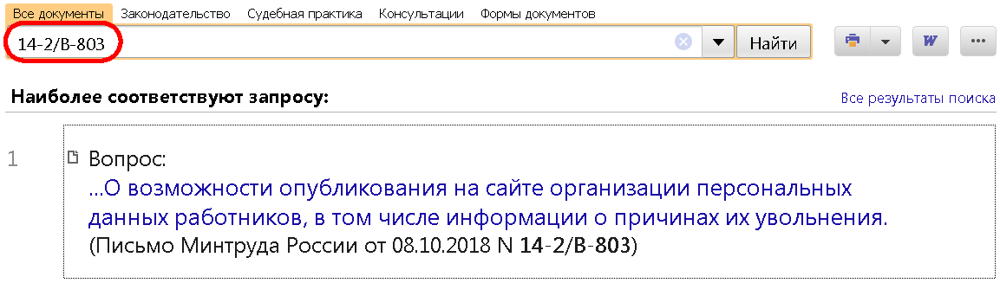 Все документы Законодательство Судебная практика Консультации Формы документов
14-2/В-803 Найти W ...
Наиболее соответствуют запросу: Все результаты поиска
1 Вопрос:
...О возможности опубликования на сайте организации персональных
данных работников, в том числе информации о причинах их увольнения.
(Письмо Минтруда России от 08.10.2018 N 14-2/В-803)